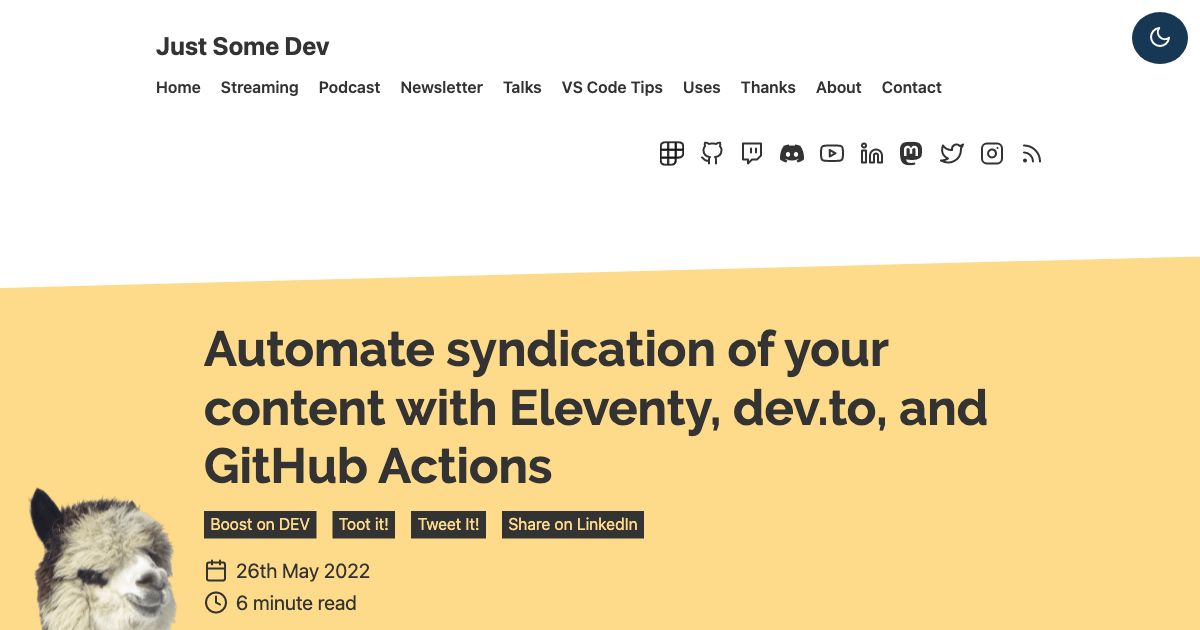 Just Some Dev
Home Streaming Podcast Newsletter Talks VS Code Tips Uses Thanks About Contact
Automate syndication of your
content with Eleventy, dev.to, and
GitHub Actions
Boost on DEV Toot it! Tweet It! Share on LinkedIn
26th May 2022
6 minute read